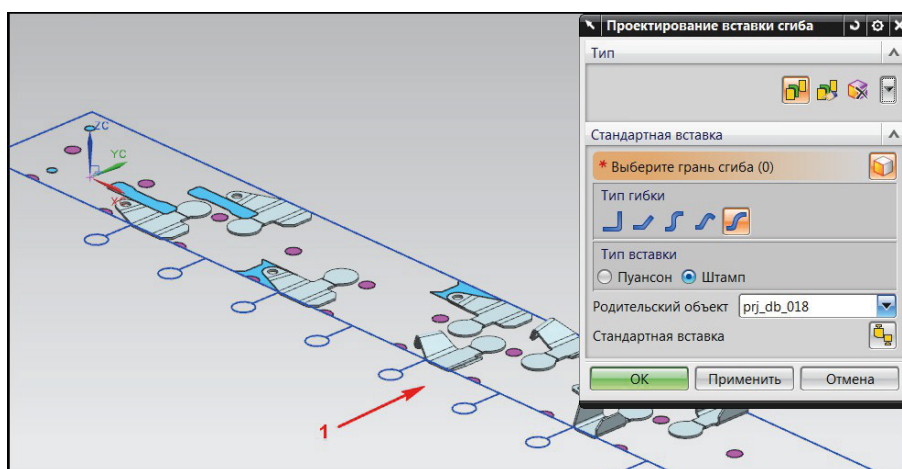 Проектирование вставки сгиба
Тип
Стандартная вставка
* Выберите грань сгиба (0)
Тип гибки
Тип вставки
Пуансон Штамп
Родительский объект prj_db_018
Стандартная вставка
ОК Применить Отмена
ZC
YC
X
1